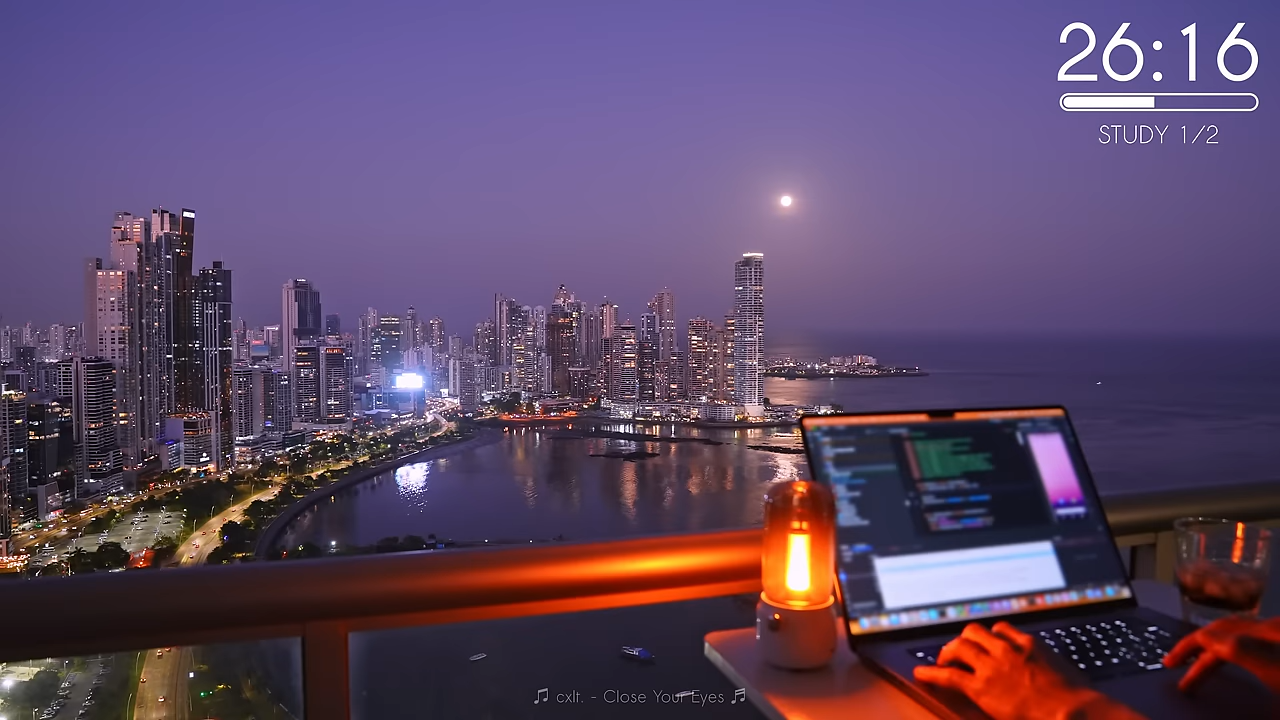 26:16
STUDY 1/2
♫ cxlt. - Close Your Eyes ♫